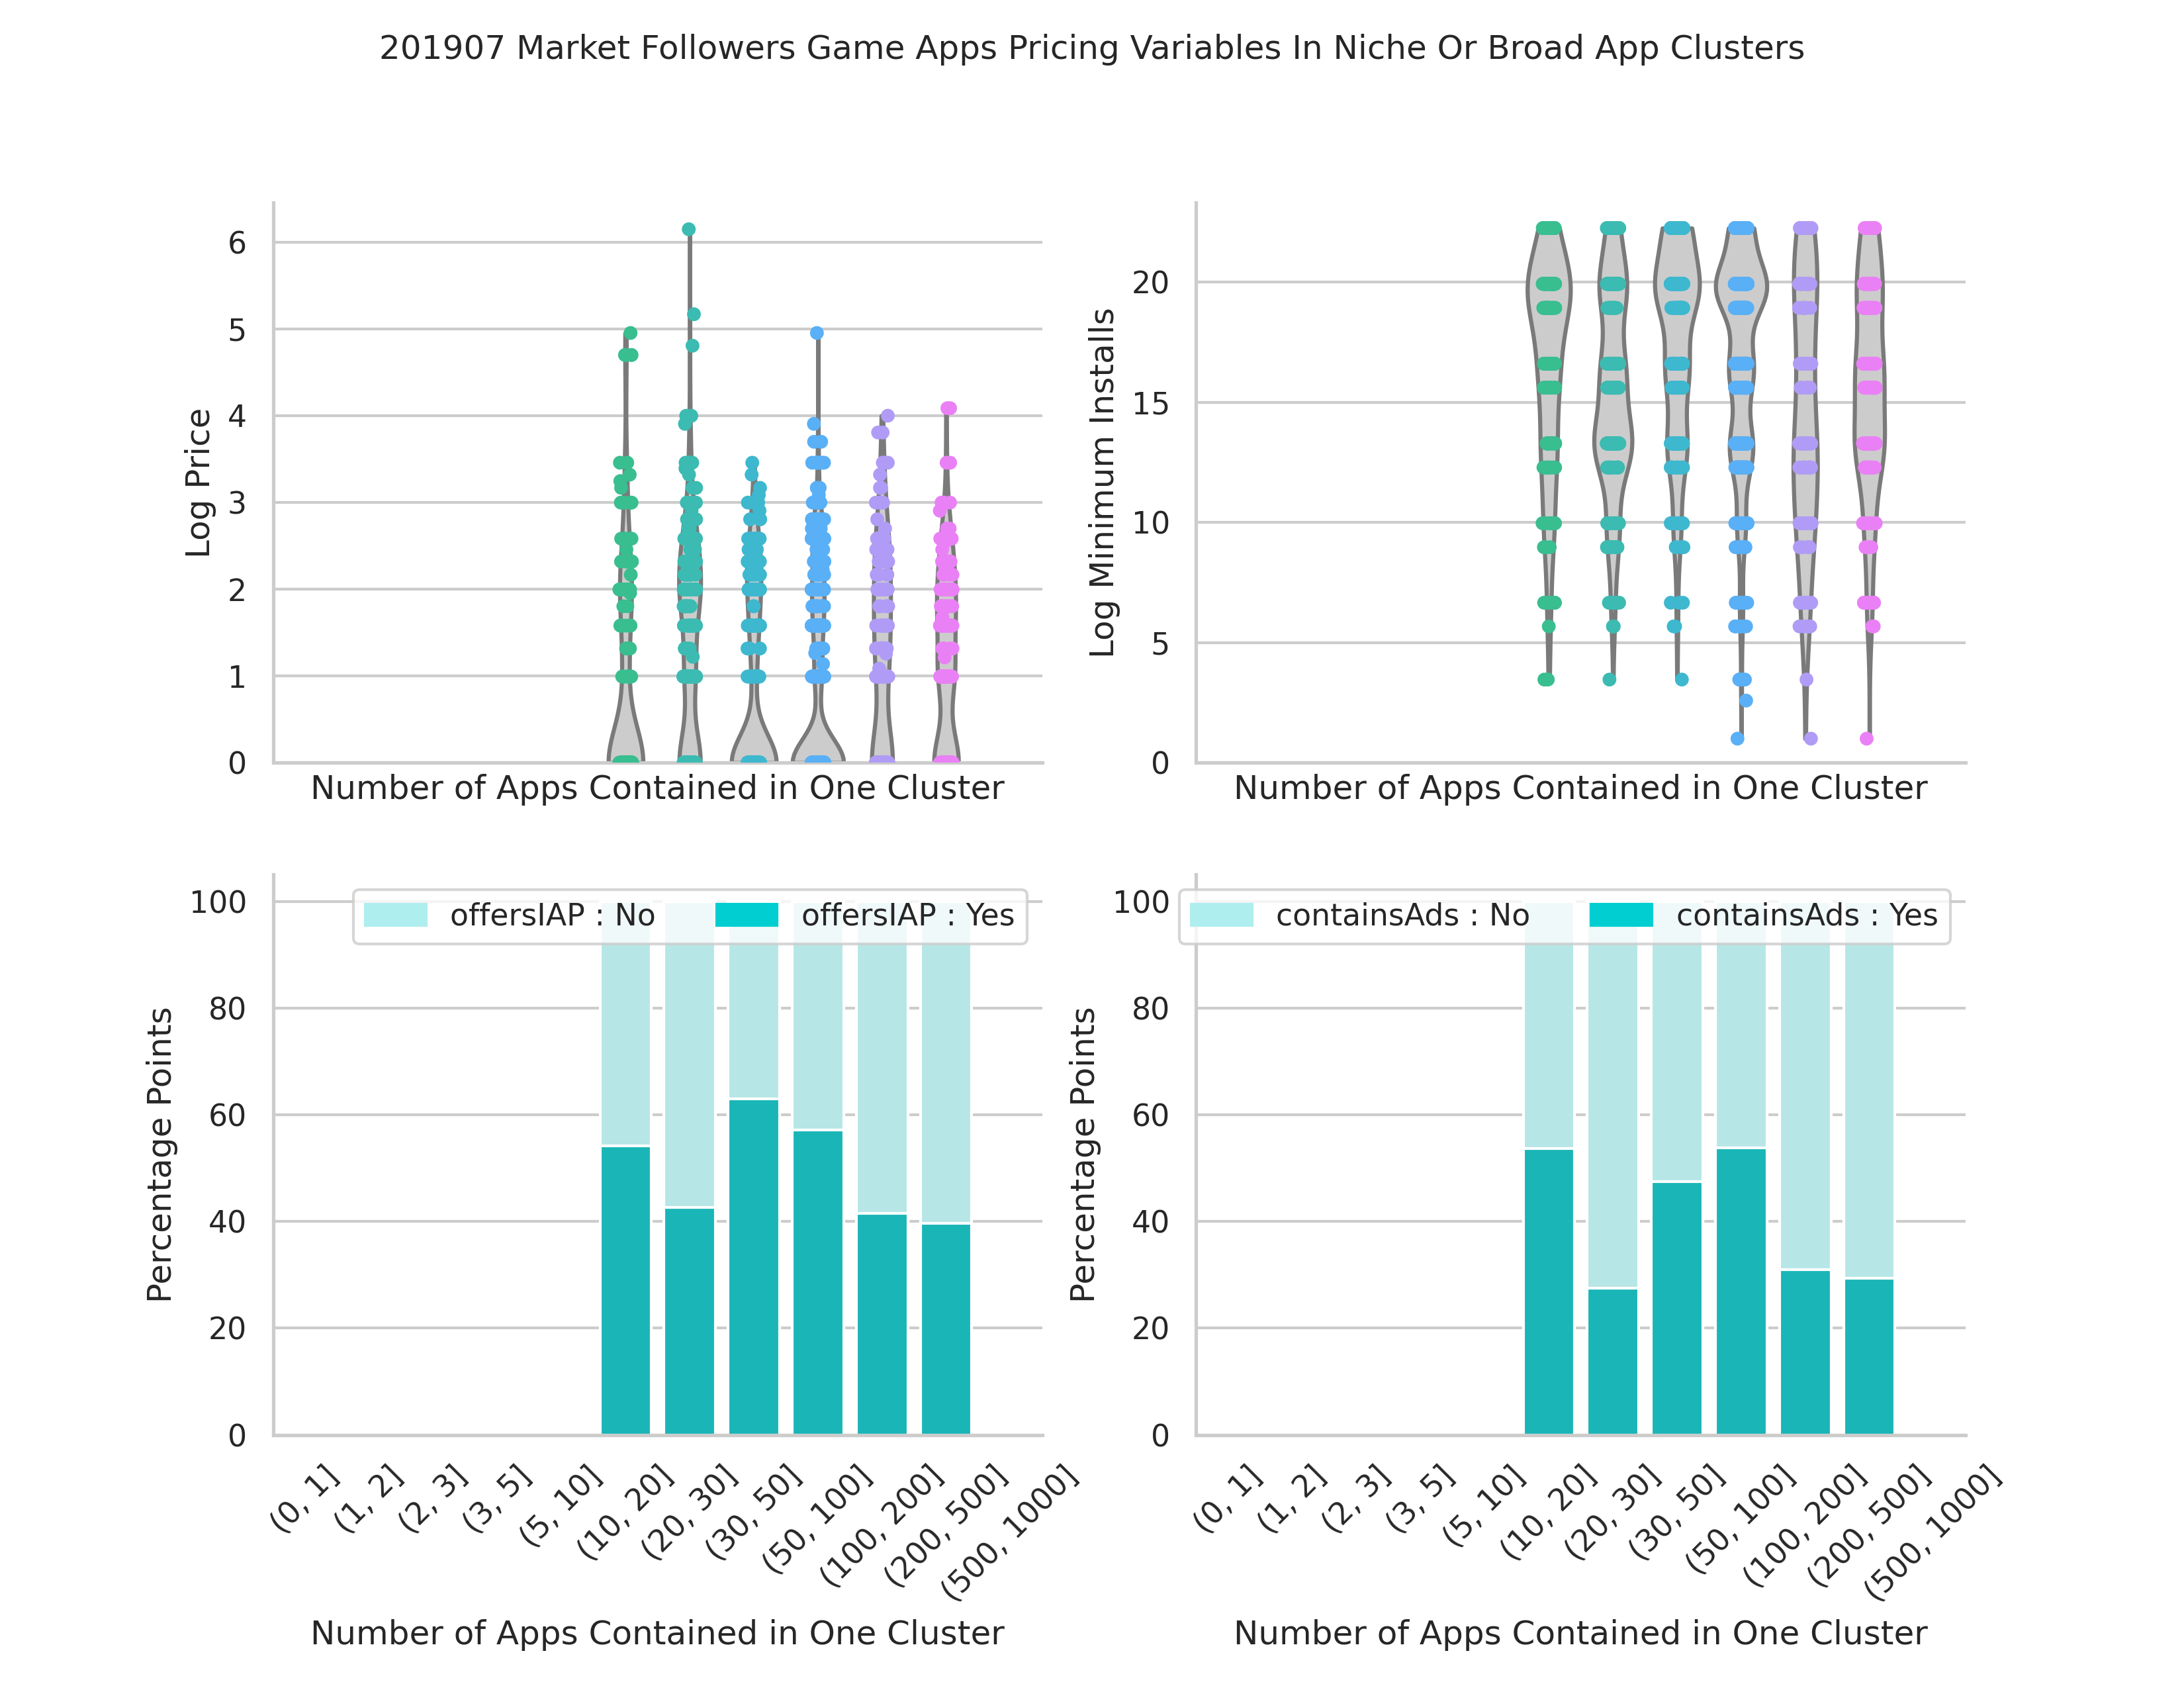 201907 Market Followers Game Apps Pricing Variables In Niche Or Broad App Clusters
Log Price
6
5
4
3
2
1
0
Number of Apps Contained in One Cluster
Log Minimum Installs
20
15
10
5
0
Number of Apps Contained in One Cluster
Percentage Points
100
80
60
40
20
0
offersIAP : No offersIAP : Yes
(0, 1] (1, 2] (2, 3] (3, 5] (5, 10] (10, 20] (20, 30] (30, 50] (50, 100] (100, 200] (200, 500] (500, 1000]
Number of Apps Contained in One Cluster
Percentage Points
100
80
60
40
20
0
containsAds : No containsAds : Yes
(0, 1] (1, 2] (2, 3] (3, 5] (5, 10] (10, 20] (20, 30] (30, 50] (50, 100] (100, 200] (200, 500] (500, 1000]
Number of Apps Contained in One Cluster